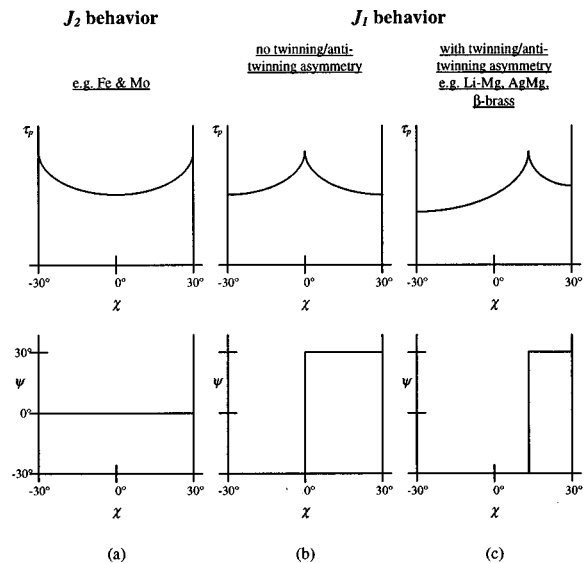 J₂ behavior
J₁ behavior
e.g. Fe & Mo
no twinning/anti-
twinning asymmetry
with twinning/anti-
twinning asymmetry
e.g. Li-Mg, AgMg,
β-brass
τp
τp
τp
-30° 0° 30°
χ
-30° 0° 30°
χ
-30° 0° 30°
χ
30°
ψ
0°
-30°
-30° 0° 30°
χ
ψ
-30° 0° 30°
χ
ψ
-30° 0° 30°
χ
(a)
(b)
(c)